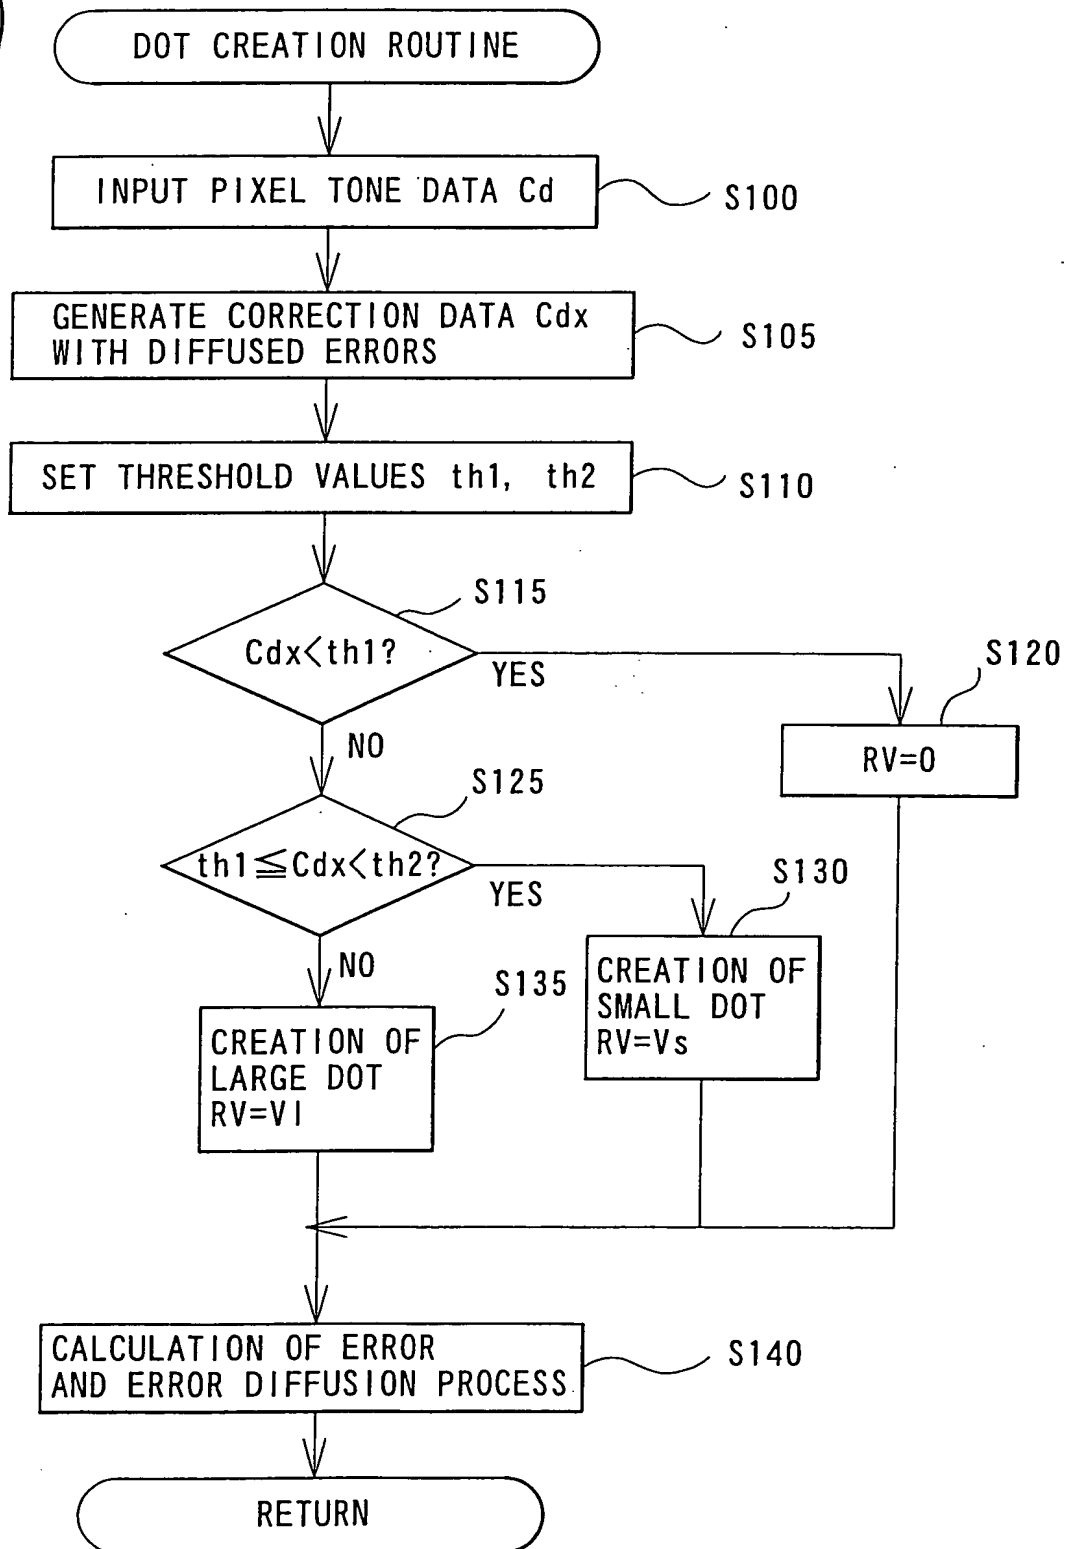 DOT CREATION ROUTINE
INPUT PIXEL TONE DATA Cd
S100
GENERATE CORRECTION DATA Cdx
WITH DIFFUSED ERRORS
S105
SET THRESHOLD VALUES th1, th2
S110
S115
Cdx<th1?
YES
S120
RV=0
NO
S125
th1≦Cdx<th2?
YES
S130
CREATION OF
SMALL DOT
RV=Vs
NO
S135
CREATION OF
LARGE DOT
RV=Vl
CALCULATION OF ERROR
AND ERROR DIFFUSION PROCESS
S140
RETURN